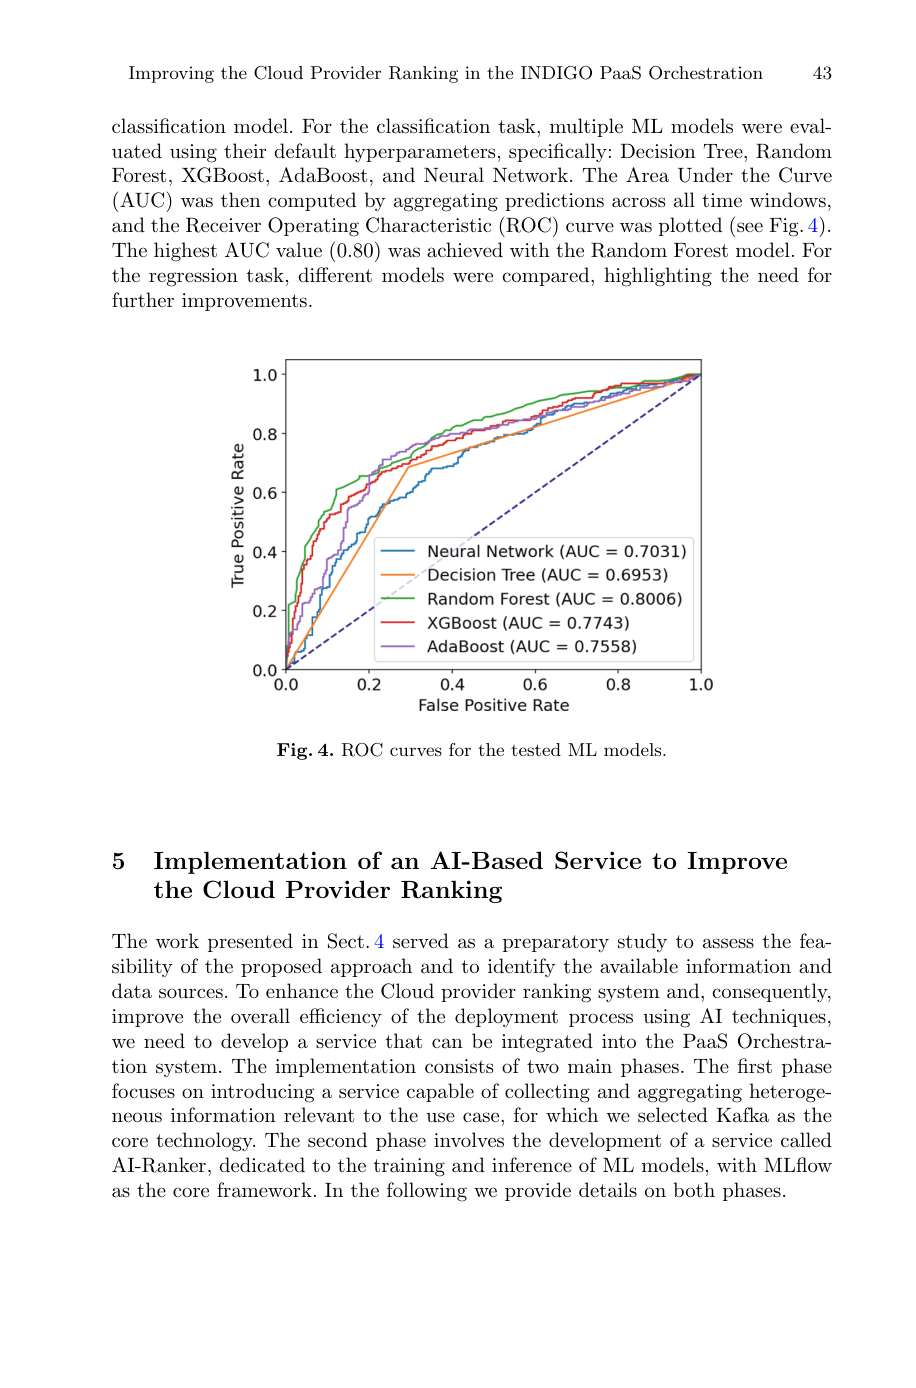 Improving the Cloud Provider Ranking in the INDIGO PaaS Orchestration 43
classification model. For the classification task, multiple ML models were eval-
uated using their default hyperparameters, specifically: Decision Tree, Random
Forest, XGBoost, AdaBoost, and Neural Network. The Area Under the Curve
(AUC) was then computed by aggregating predictions across all time windows,
and the Receiver Operating Characteristic (ROC) curve was plotted (see Fig. 4).
The highest AUC value (0.80) was achieved with the Random Forest model. For
the regression task, different models were compared, highlighting the need for
further improvements.
1.0
0.8
0.6
0.4
0.2
0.0
True Positive Rate
Neural Network (AUC = 0.7031)
Decision Tree (AUC = 0.6953)
Random Forest (AUC = 0.8006)
XGBoost (AUC = 0.7743)
AdaBoost (AUC = 0.7558)
0.0 0.2 0.4 0.6 0.8 1.0
False Positive Rate
Fig. 4. ROC curves for the tested ML models.
5 Implementation of an AI-Based Service to Improve
the Cloud Provider Ranking
The work presented in Sect. 4 served as a preparatory study to assess the fea-
sibility of the proposed approach and to identify the available information and
data sources. To enhance the Cloud provider ranking system and, consequently,
improve the overall efficiency of the deployment process using AI techniques,
we need to develop a service that can be integrated into the PaaS Orchestra-
tion system. The implementation consists of two main phases. The first phase
focuses on introducing a service capable of collecting and aggregating heteroge-
neous information relevant to the use case, for which we selected Kafka as the
core technology. The second phase involves the development of a service called
AI-Ranker, dedicated to the training and inference of ML models, with MLflow
as the core framework. In the following we provide details on both phases.